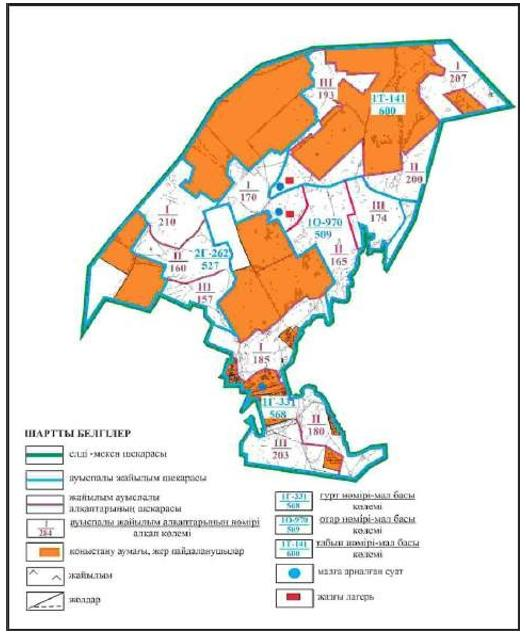 I
207
III
193
1Т-141
600
II
200
I
170
III
174
I
210
1О-970
509
2Г-262
527
II
160
II
165
III
157
I
185
1Г-331
568
II
180
III
203
ШАРТТЫ БЕЛГІЛЕР
елді -мекен шекарасы
ауыспалы жайылым шекарасы
жайылым ауыспалы
алқаптарының шекарасы
I
284
ауыспалы жайылым алқаптарының нөмірі
алқап көлемі
қоныстану аумағы, жер пайдаланушылар
жайылым
жолдар
1Г-331
568
гурт нөмірі-мал басы
көлемі
1О-970
509
отар нөмірі-мал басы
көлемі
1Т-141
600
табын нөмірі-мал басы
көлемі
малға арналған суат
жазғы лагерь